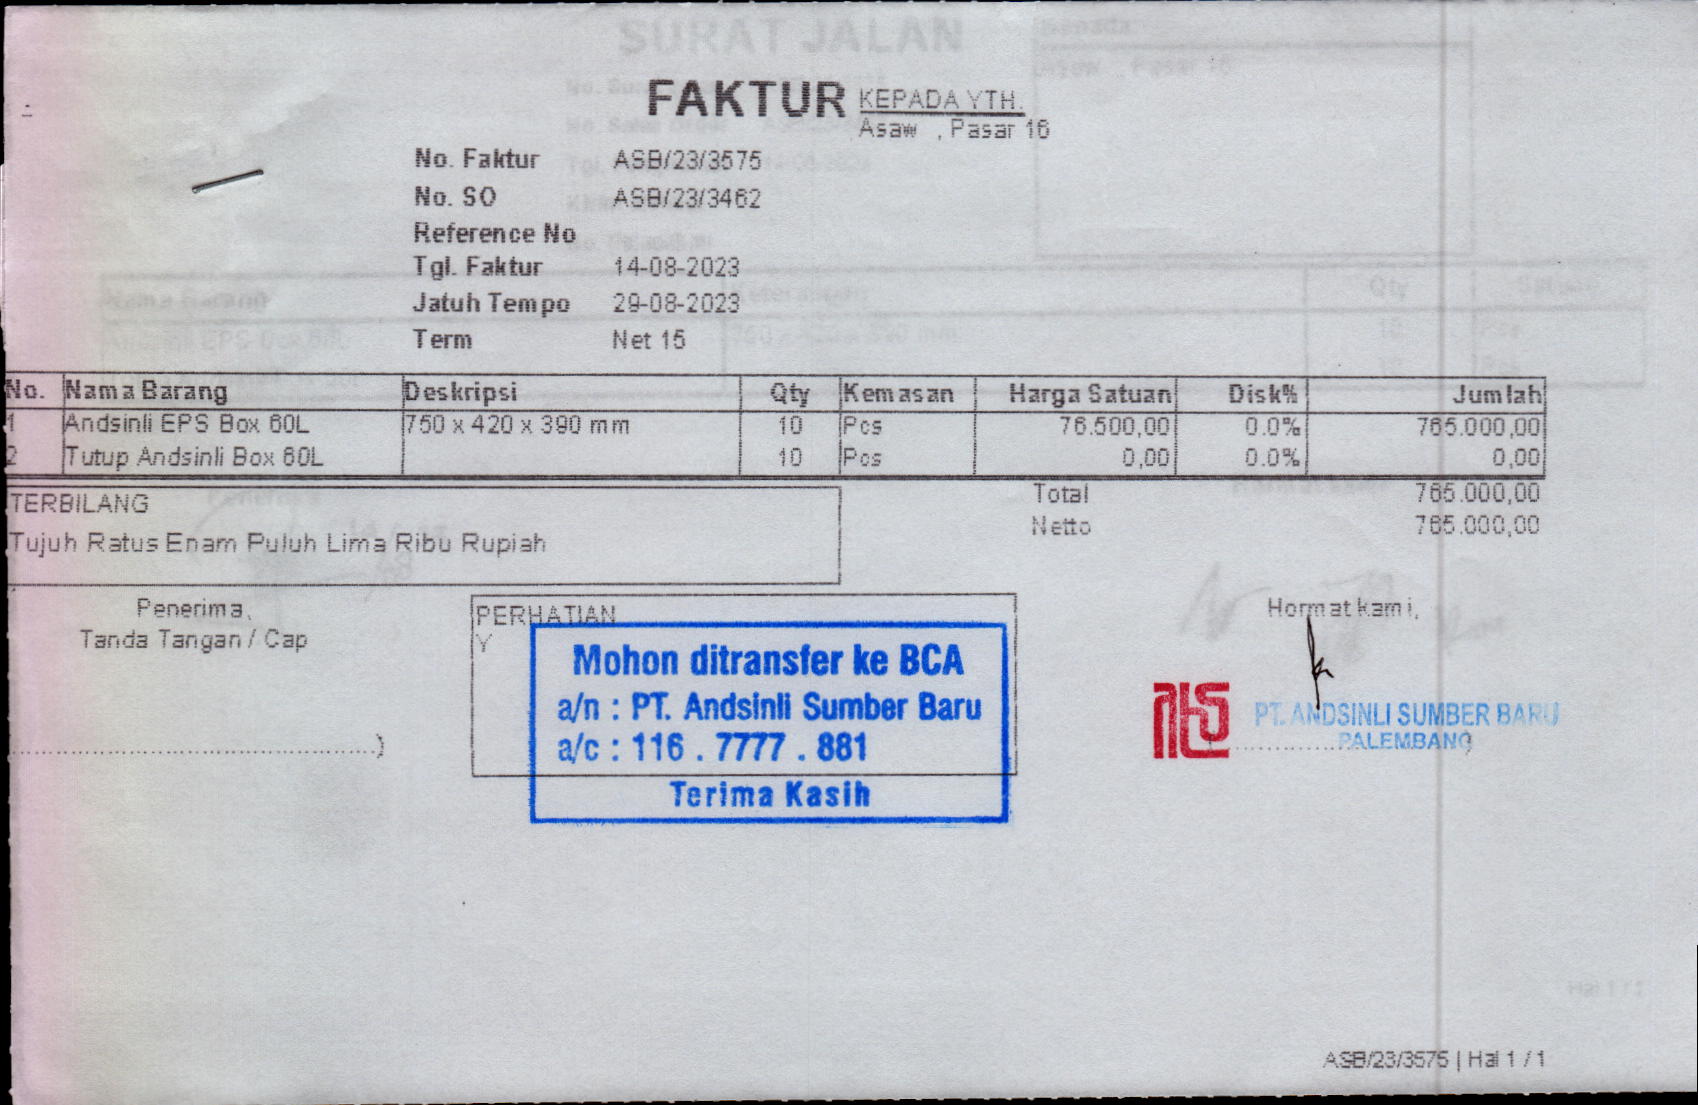 SURAT JALAN
FAKTUR KEPADA YTH.
Asaw , Pasar 16
No. Faktur ASB/23/3575
No. SO ASB/23/3462
Reference No
Tgl. Faktur 14-08-2023
Jatuh Tempo 29-08-2023
Term Net 15
No. Nama Barang Deskripsi Qty Kemasan Harga Satuan Disk% Jumlah
1 Andsinli EPS Box 60L 750 x 420 x 390 mm 10 Pcs 76.500,00 0.0% 765.000,00
2 Tutup Andsinli Box 60L 10 Pcs 0,00 0.0% 0,00
TERBILANG
Tujuh Ratus Enam Puluh Lima Ribu Rupiah
Total 765.000,00
Netto 765.000,00
Penerima,
Tanda Tangan / Cap
PERHATIAN
Y
Mohon ditransfer ke BCA
a/n : PT. Andsinli Sumber Baru
a/c : 116 . 7777 . 881
Terima Kasih
Hormat kami,
PT. ANDSINLI SUMBER BARU
PALEMBANG
ASB/23/3575 | Hal 1 / 1